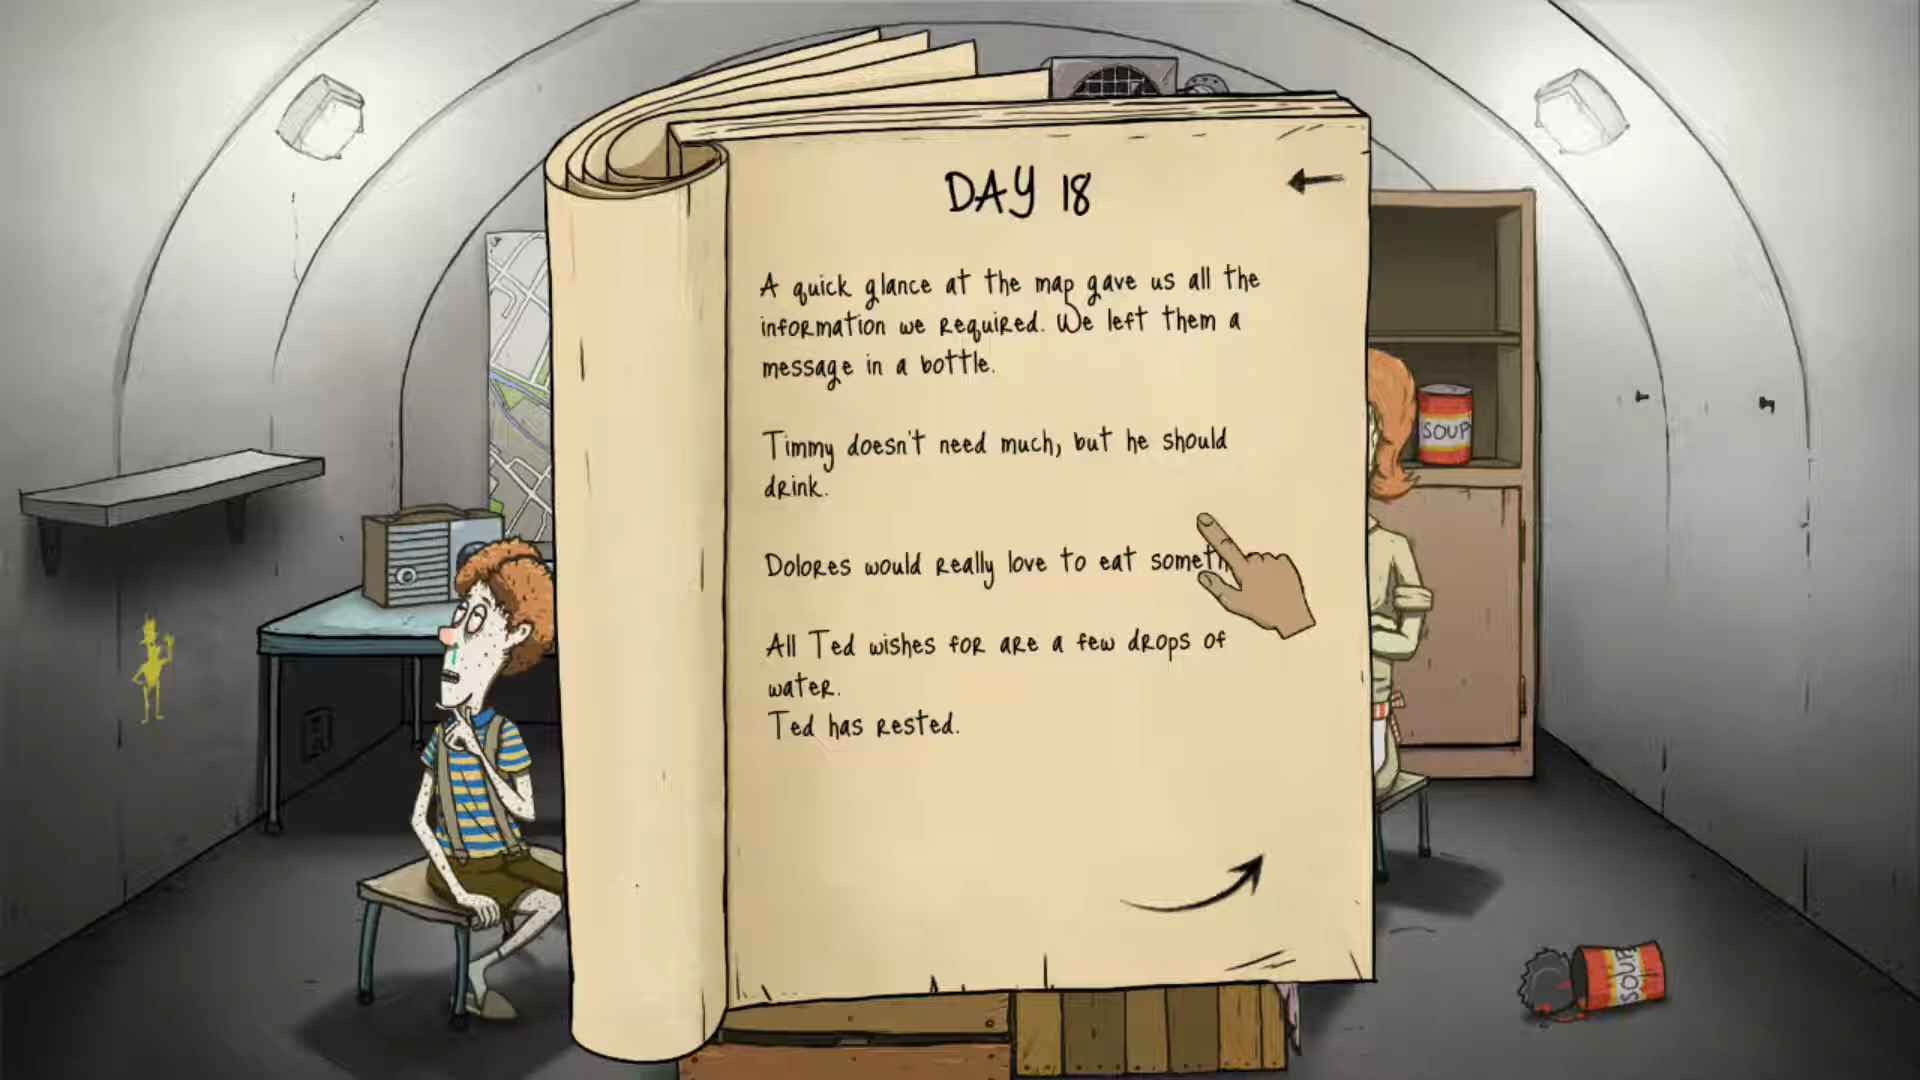 DAY 18
A quick glance at the map gave us all the
information we required. We left them a
message in a bottle.
Timmy doesn't need much, but he should
drink.
Dolores would really love to eat
All Ted wishes for are a few drops of
water.
Ted has rested.
SOUP
SOUP